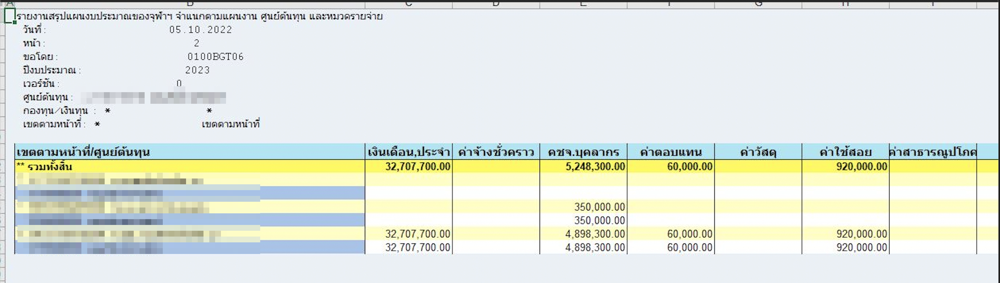 รายงานสรุปแผนงบประมาณของจุฬาฯ จำแนกตามแผนงาน ศูนย์ต้นทุน และหมวดรายจ่าย
วันที่ : 05.10.2022
หน้า : 2
ขอโดย : 0100BGT06
ปีงบประมาณ : 2023
เวอร์ชัน : 0
ศูนย์ต้นทุน :
กองทุน/เงินทุน : * *
เขตตามหน้าที่ : * เขตตามหน้าที่
เขตตามหน้าที่/ศูนย์ต้นทุน เงินเดือน,ประจำ ค่าจ้างชั่วคราว คชจ.บุคลากร ค่าตอบแทน ค่าวัสดุ ค่าใช้สอย ค่าสาธารณูปโภค
** รวมทั้งสิ้น 32,707,700.00 5,248,300.00 60,000.00 920,000.00
350,000.00
350,000.00
32,707,700.00 4,898,300.00 60,000.00 920,000.00
32,707,700.00 4,898,300.00 60,000.00 920,000.00